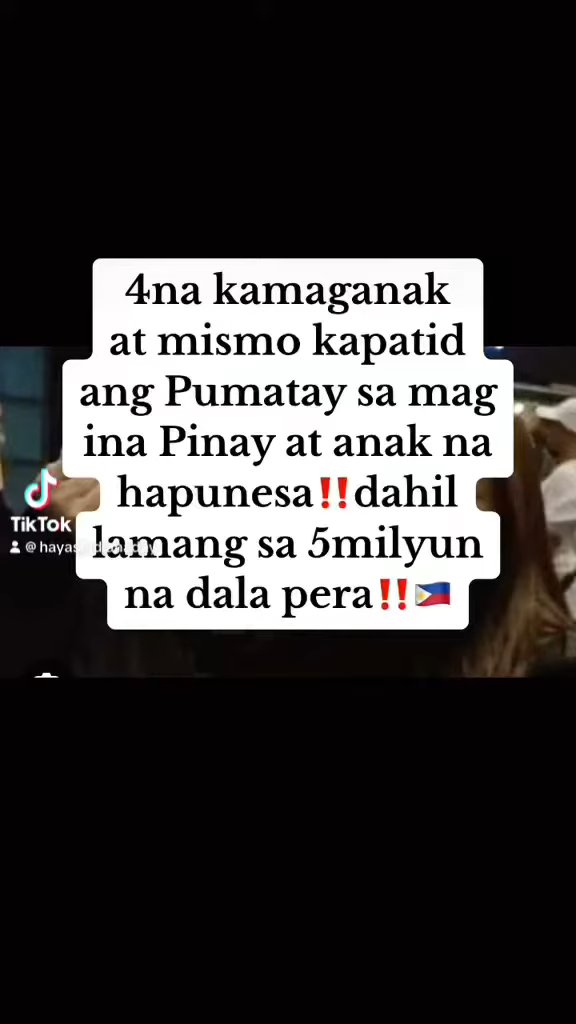 4na kamaganak
at mismo kapatid
ang Pumatay sa mag
ina Pinay at anak na
hapunesa‼️dahil
lamang sa 5milyun
na dala pera‼️🇵🇭
TikTok